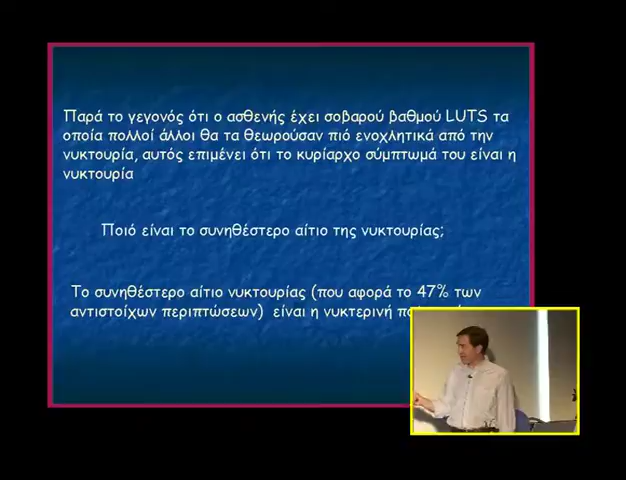 Παρά το γεγονός ότι ο ασθενής έχει σοβαρού βαθμού LUTS τα
οποία πολλοί άλλοι θα τα θεωρούσαν πιό ενοχλητικά από την
νυκτουρία, αυτός επιμένει ότι το κυρίαρχο σύμπτωμά του είναι η
νυκτουρία
Ποιό είναι το συνηθέστερο αίτιο της νυκτουρίας;
Το συνηθέστερο αίτιο νυκτουρίας (που αφορά το 47% των
αντιστοίχων περιπτώσεων) είναι η νυκτερινή